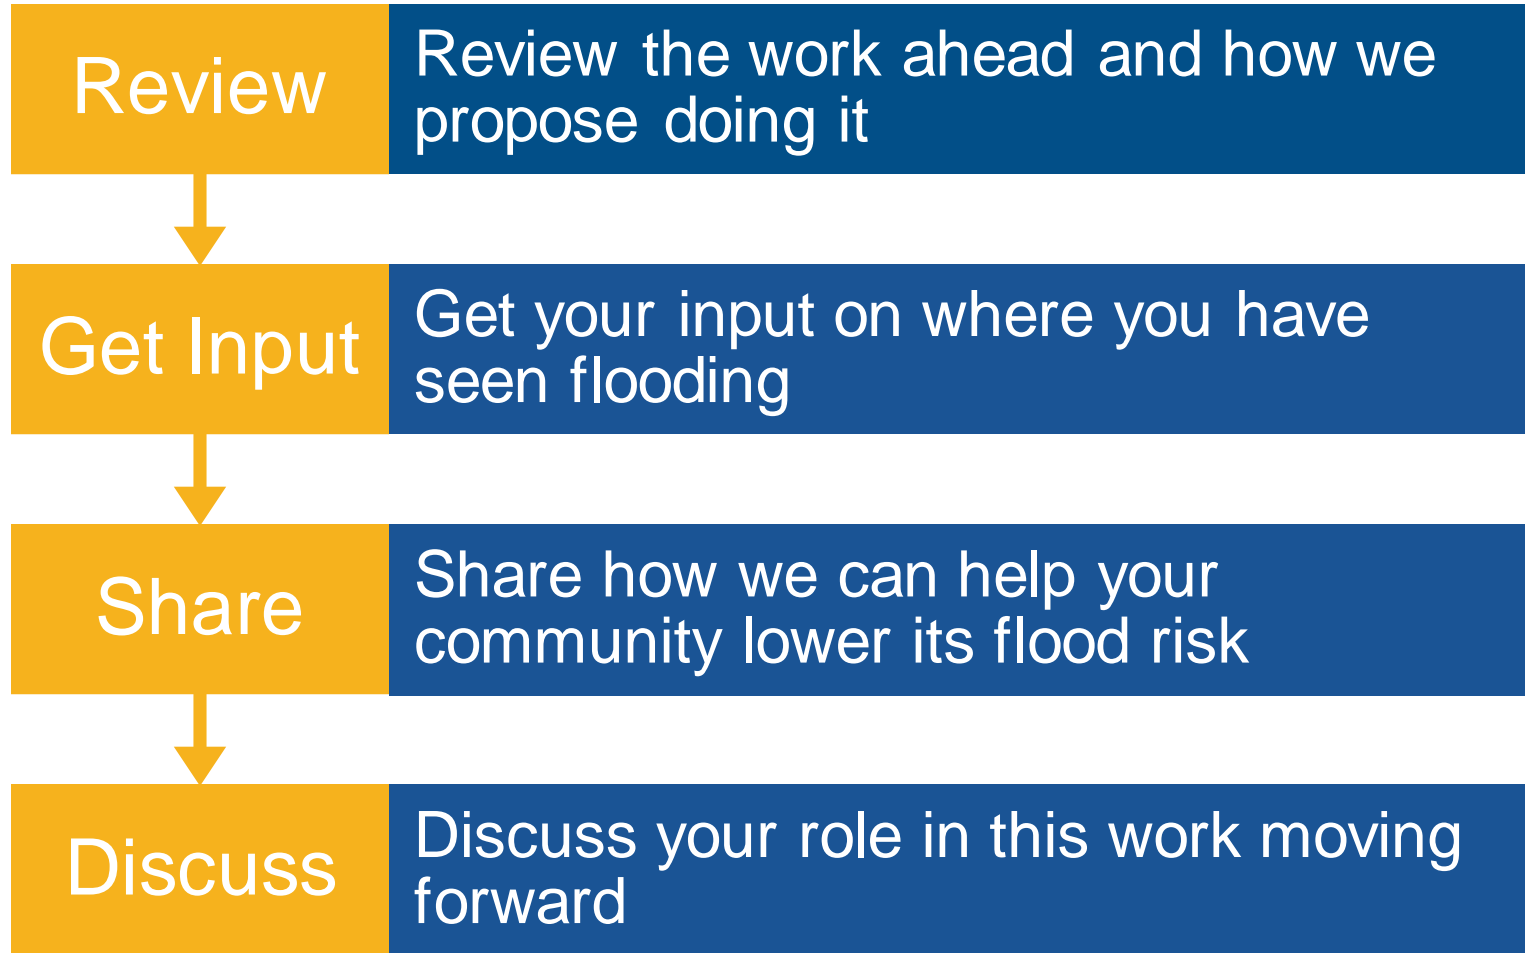 Review
Review the work ahead and how we
propose doing it
Get Input
Get your input on where you have
seen flooding
Share
Share how we can help your
community lower its flood risk
Discuss
Discuss your role in this work moving
forward